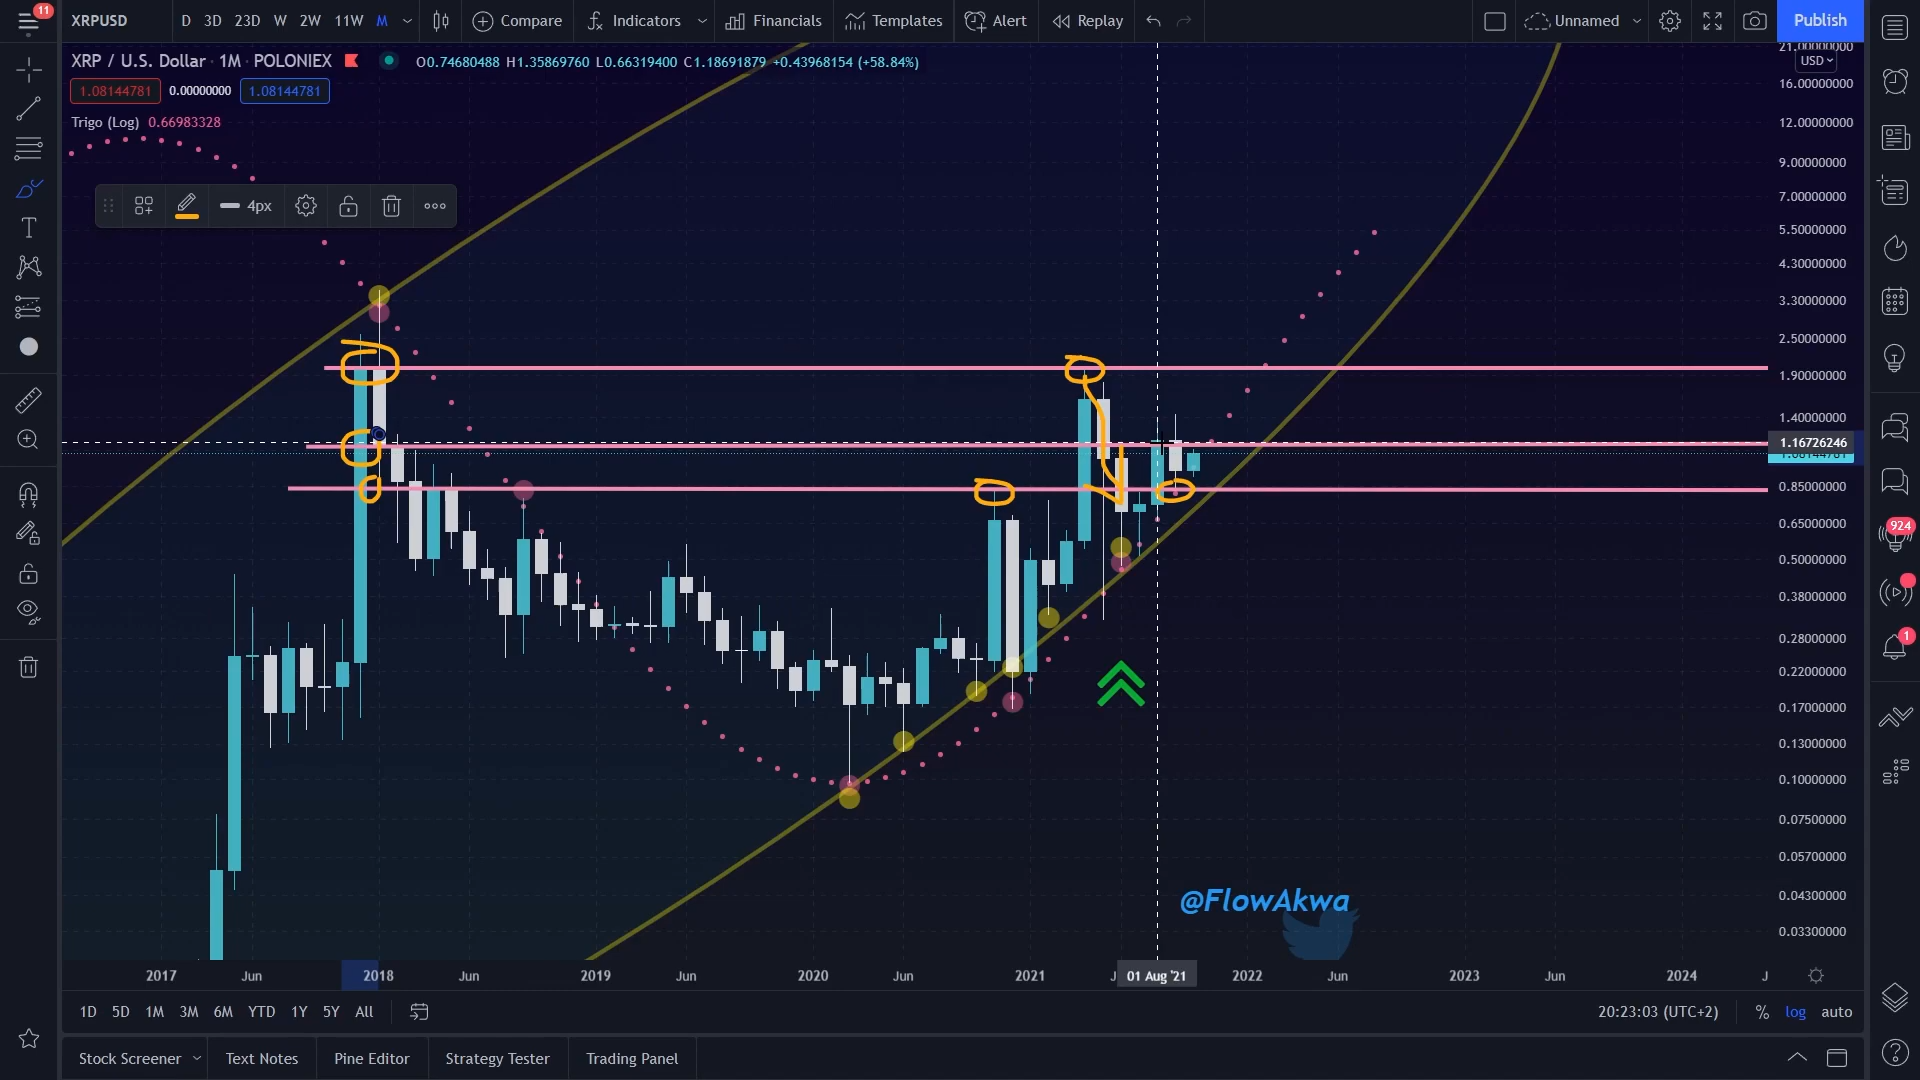 11
XRPUSD D 3D 23D W 2W 11W M Compare Indicators Financials Templates Alert Replay Unnamed Publish
XRP / U.S. Dollar · 1M · POLONIEX O0.74680488 H1.35869760 L0.66319400 C1.18691879 +0.43968154 (+58.84%)
1.08144781 0.00000000 1.08144781
Trigo (Log) 0.66983328
4px
21.00000000
USD
16.00000000
12.00000000
9.00000000
7.00000000
5.50000000
4.30000000
3.30000000
2.50000000
1.90000000
1.40000000
1.16726246
1.08144781
0.85000000
0.65000000
0.50000000
0.38000000
0.28000000
0.22000000
0.17000000
0.13000000
0.10000000
0.07500000
0.05700000
0.04300000
0.03300000
924
1
@FlowAkwa
2017 Jun 2018 Jun 2019 Jun 2020 Jun 2021 J 01 Aug '21 2022 Jun 2023 Jun 2024 J
1D 5D 1M 3M 6M YTD 1Y 5Y All 20:23:03 (UTC+2) % log auto
Stock Screener Text Notes Pine Editor Strategy Tester Trading Panel